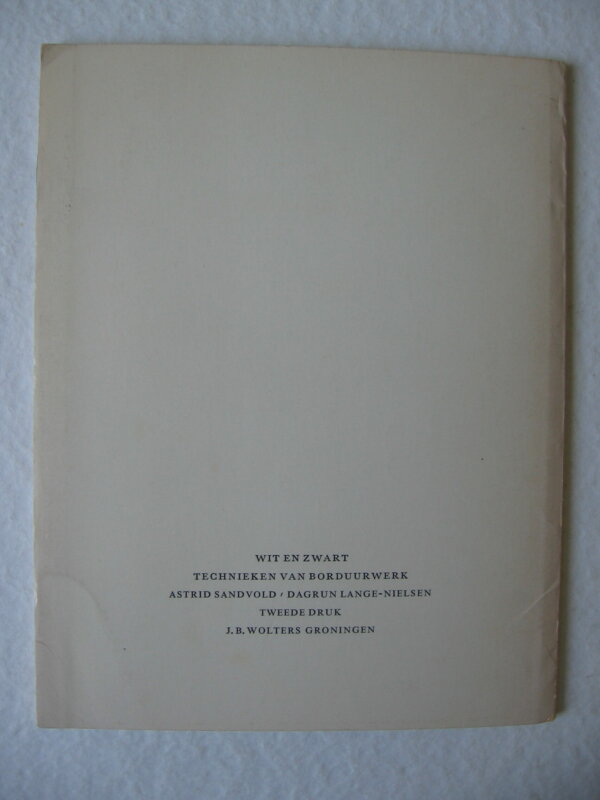 WIT EN ZWART
TECHNIEKEN VAN BORDUURWERK
ASTRID SANDVOLD / DAGRUN LANGE-NIELSEN
TWEEDE DRUK
J.B. WOLTERS GRONINGEN